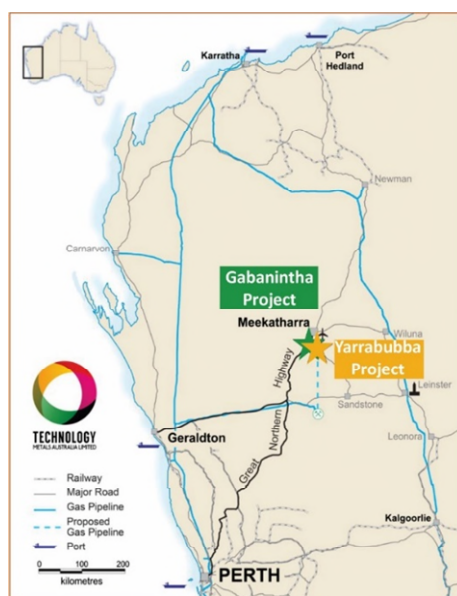 Karratha
Port
Hedland
Newman
Carnarvon
Gabanintha
Project
Meekatharra
Wiluna
Yarrabubba
Project
Highway
Leinster
Sandstone
TECHNOLOGY
METALS AUSTRALIA LIMITED
Geraldton
Northern
Great
Leonora
Railway
Major Road
Gas Pipeline
Proposed
Gas Pipeline
Port
Kalgoorlie
0 100 200
kilometres
PERTH